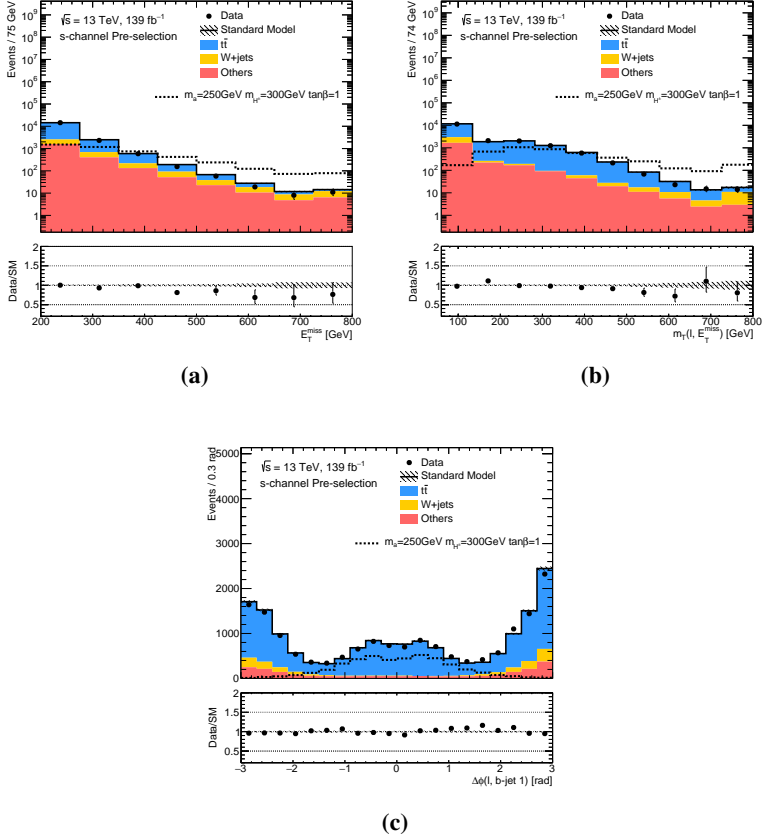 Events / 75 GeV
10⁹
10⁸
10⁷
10⁶
10⁵
10⁴
10³
10²
10
1
√s = 13 TeV, 139 fb⁻¹
s-channel Pre-selection
Data
Standard Model
tt̄
W+jets
Others
mₐ=250GeV m_H⁺=300GeV tanβ=1
Data/SM
2
1.5
1
0.5
200 300 400 500 600 700 800
E_T^miss [GeV]
(a)
Events / 74 GeV
10⁹
10⁸
10⁷
10⁶
10⁵
10⁴
10³
10²
10
1
√s = 13 TeV, 139 fb⁻¹
s-channel Pre-selection
Data
Standard Model
tt̄
W+jets
Others
mₐ=250GeV m_H⁺=300GeV tanβ=1
Data/SM
2
1.5
1
0.5
100 200 300 400 500 600 700 800
m_T(l, E_T^miss) [GeV]
(b)
Events / 0.3 rad
5000
4000
3000
2000
1000
0
√s = 13 TeV, 139 fb⁻¹
s-channel Pre-selection
Data
Standard Model
tt̄
W+jets
Others
mₐ=250GeV m_H⁺=300GeV tanβ=1
Data/SM
2
1.5
1
0.5
−3 −2 −1 0 1 2 3
Δϕ(l, b-jet 1) [rad]
(c)